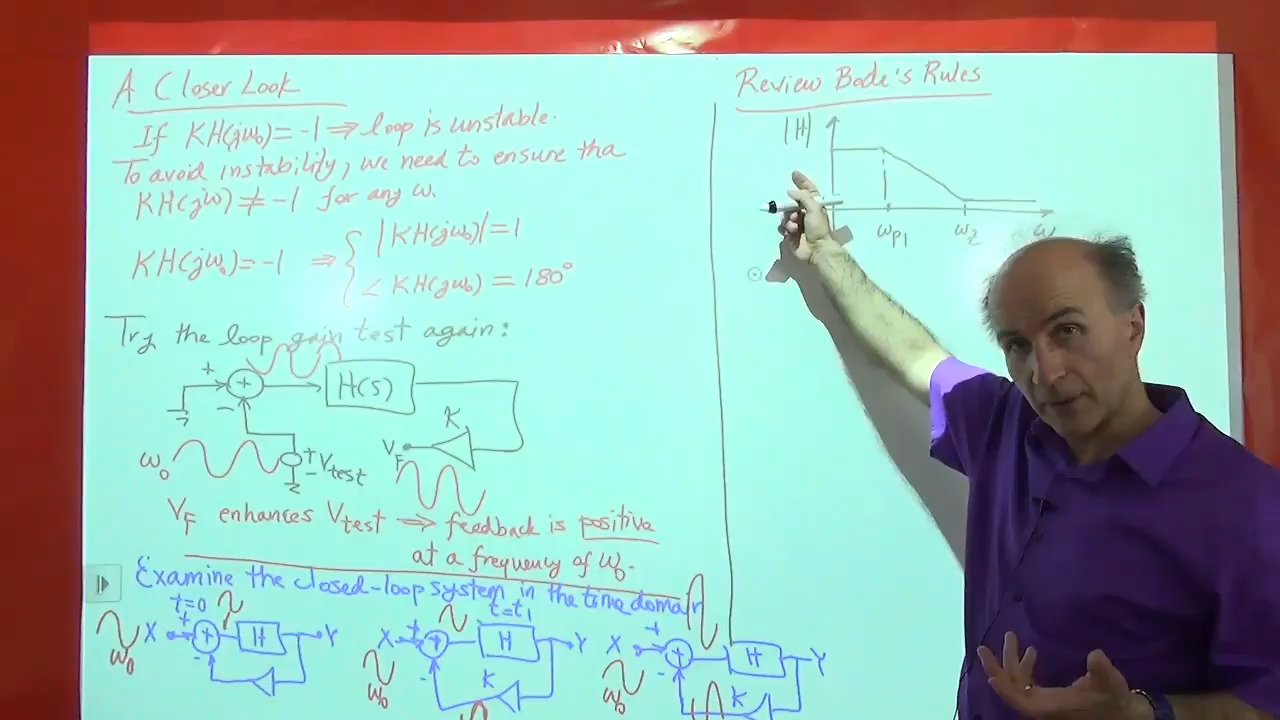 A Closer Look
If KH(jω₀) = -1 ⇒ loop is unstable.
To avoid instability, we need to ensure tha
KH(jω) ≠ -1 for any ω.
KH(jω₀) = -1 ⇒ { |KH(jω₀)| = 1
∠ KH(jω₀) = 180°
Try the loop gain test again:
+
+ H(s)
-
K
ω₀ + - Vtest
VF
VF enhances Vtest ⇒ feedback is positive
at a frequency of ω₀.
Examine the closed-loop system in the time domain
t=0
X + + H Y
-
ω₀
t=t₁
X + + H Y
-
K
ω₀
X + + H Y
-
K
ω₀
Review Bode's Rules
|H|
ωp1 ωz ω